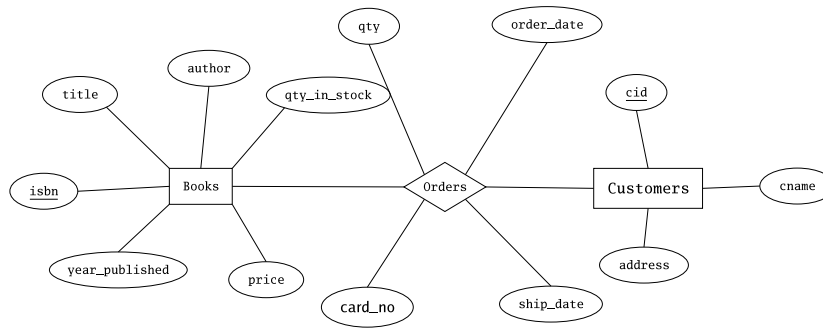 qty
order_date
author
title
qty_in_stock
cid
isbn
Books
Orders
Customers
cname
year_published
price
address
card_no
ship_date